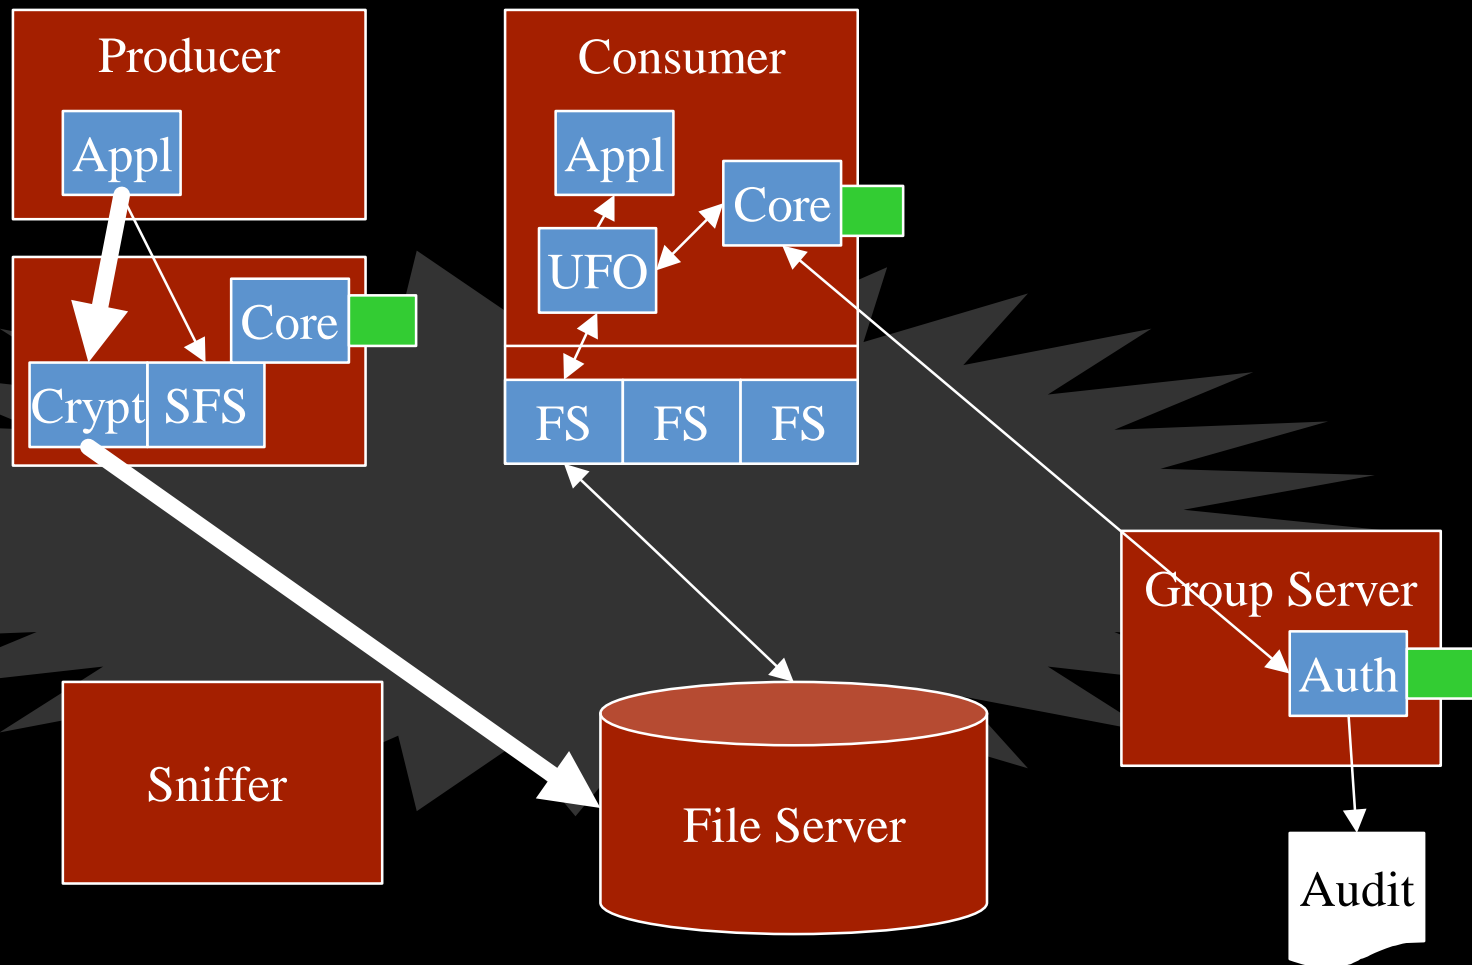 Producer
Appl
Core
Crypt
SFS
Consumer
Appl
Core
UFO
FS
FS
FS
Group Server
Auth
Audit
Sniffer
File Server